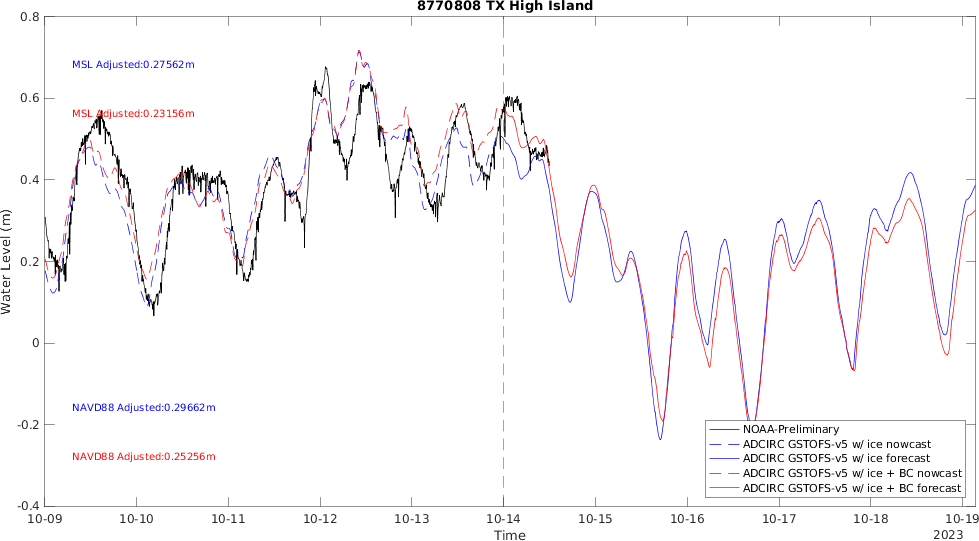 8770808 TX High Island
0.8
0.6
0.4
0.2
0
-0.2
-0.4
Water Level (m)
MSL Adjusted:0.27562m
MSL Adjusted:0.23156m
NAVD88 Adjusted:0.29662m
NAVD88 Adjusted:0.25256m
NOAA-Preliminary
ADCIRC GSTOFS-v5 w/ ice nowcast
ADCIRC GSTOFS-v5 w/ ice forecast
ADCIRC GSTOFS-v5 w/ ice + BC nowcast
ADCIRC GSTOFS-v5 w/ ice + BC forecast
10-09 10-10 10-11 10-12 10-13 10-14 10-15 10-16 10-17 10-18 10-19
Time
2023